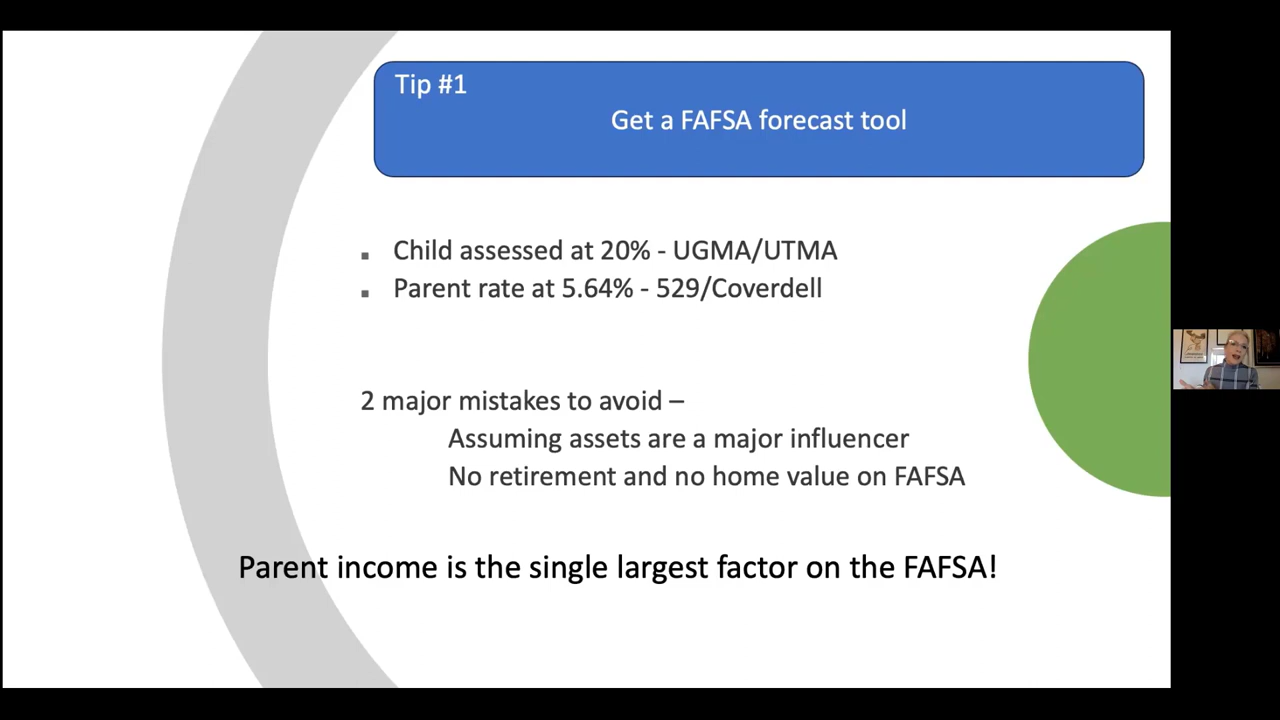 Tip #1
Get a FAFSA forecast tool
▪ Child assessed at 20% - UGMA/UTMA
▪ Parent rate at 5.64% - 529/Coverdell
2 major mistakes to avoid –
Assuming assets are a major influencer
No retirement and no home value on FAFSA
Parent income is the single largest factor on the FAFSA!